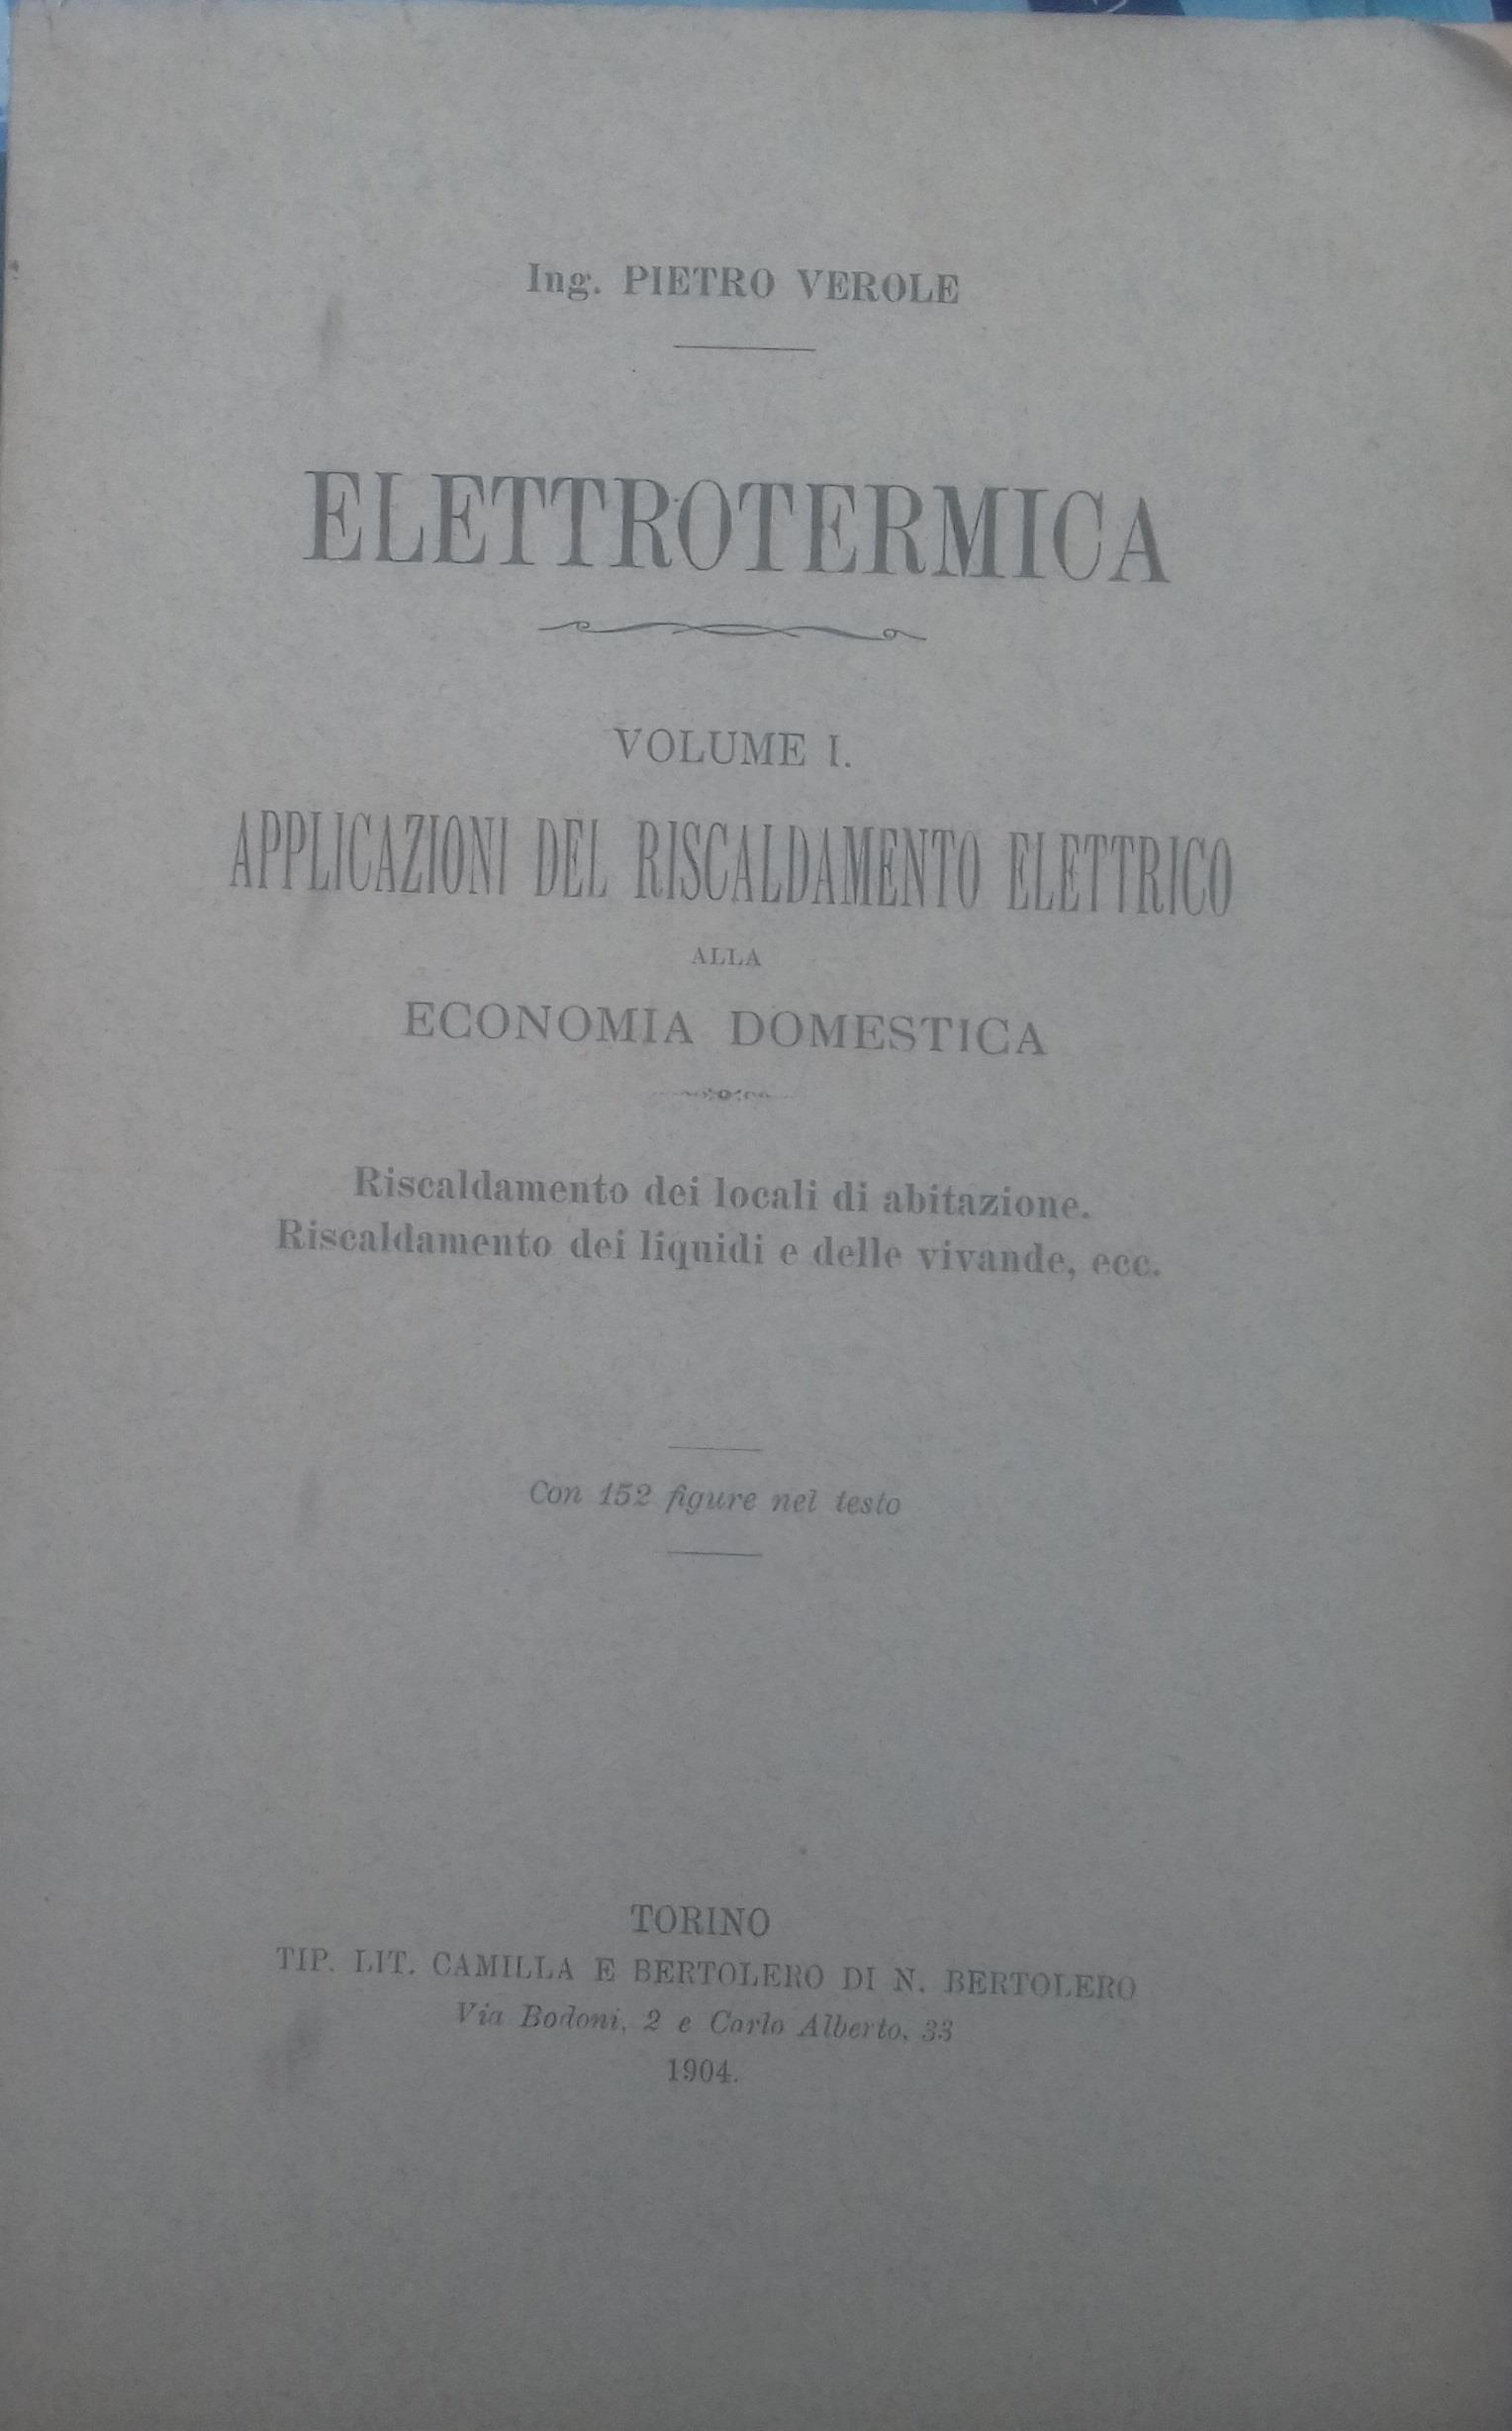 Ing. PIETRO VEROLE
ELETTROTERMICA
VOLUME I.
APPLICAZIONI DEL RISCALDAMENTO ELETTRICO
ALLA
ECONOMIA DOMESTICA
Riscaldamento dei locali di abitazione.
Riscaldamento dei liquidi e delle vivande, ecc.
Con 152 figure nel testo
TORINO
TIP. LIT. CAMILLA E BERTOLERO DI N. BERTOLERO
Via Bodoni, 2 e Carlo Alberto, 33
1904.